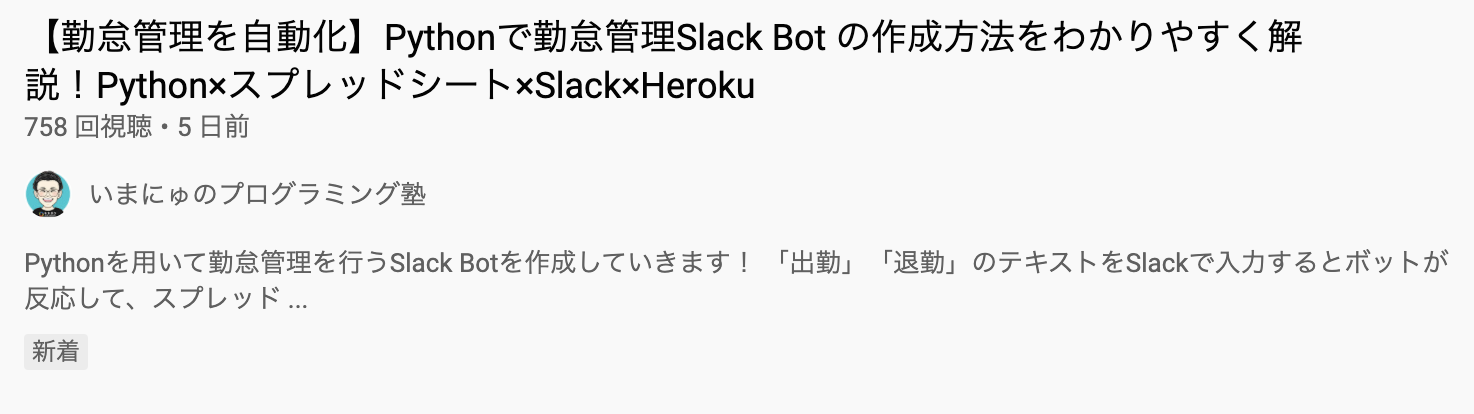 【勤怠管理を自動化】Pythonで勤怠管理Slack Bot の作成方法をわかりやすく解
説！Python×スプレッドシート×Slack×Heroku
758 回視聴・5 日前
いまにゅのプログラミング塾
Pythonを用いて勤怠管理を行うSlack Botを作成していきます！ 「出勤」「退勤」のテキストをSlackで入力するとボットが
反応して、スプレッド ...
新着